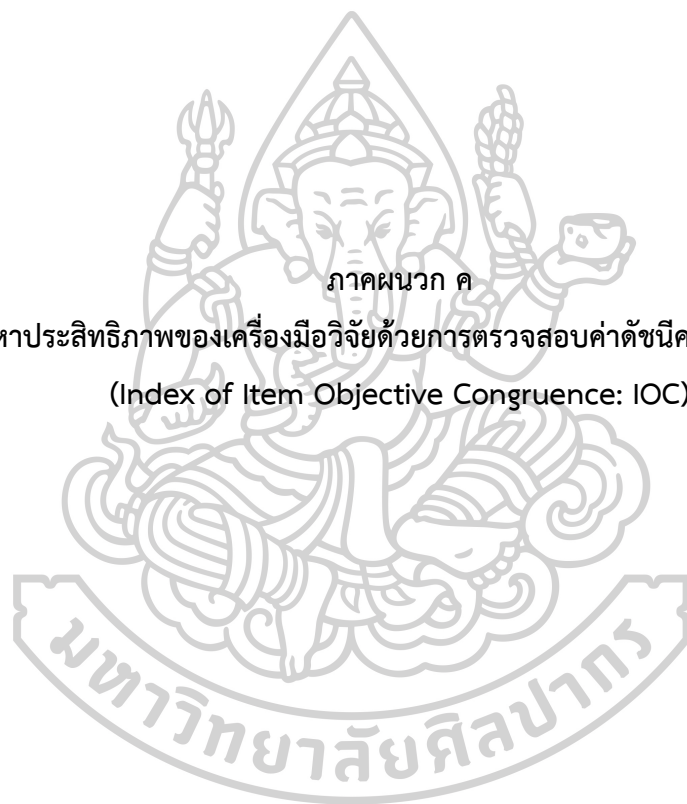 ภาคผนวก ค
หาประสิทธิภาพของเครื่องมือวิจัยด้วยการตรวจสอบค่าดัชนีค
(Index of Item Objective Congruence: IOC)
มหาวิทยาลัยศิลปากร